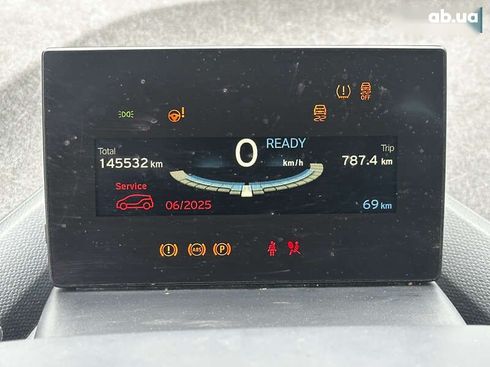 ab.ua
OFF
READY
Total
145532 km
0
km/h
Trip
787.4 km
Service
06/2025
69 km
ABS
P